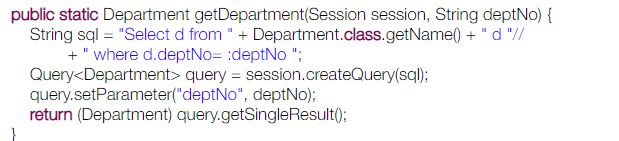 public static Department getDepartment(Session session, String deptNo) {
String sql = "Select d from " + Department.class.getName() + " d "//
+ " where d.deptNo= :deptNo ";
Query<Department> query = session.createQuery(sql);
query.setParameter("deptNo", deptNo);
return (Department) query.getSingleResult();
}